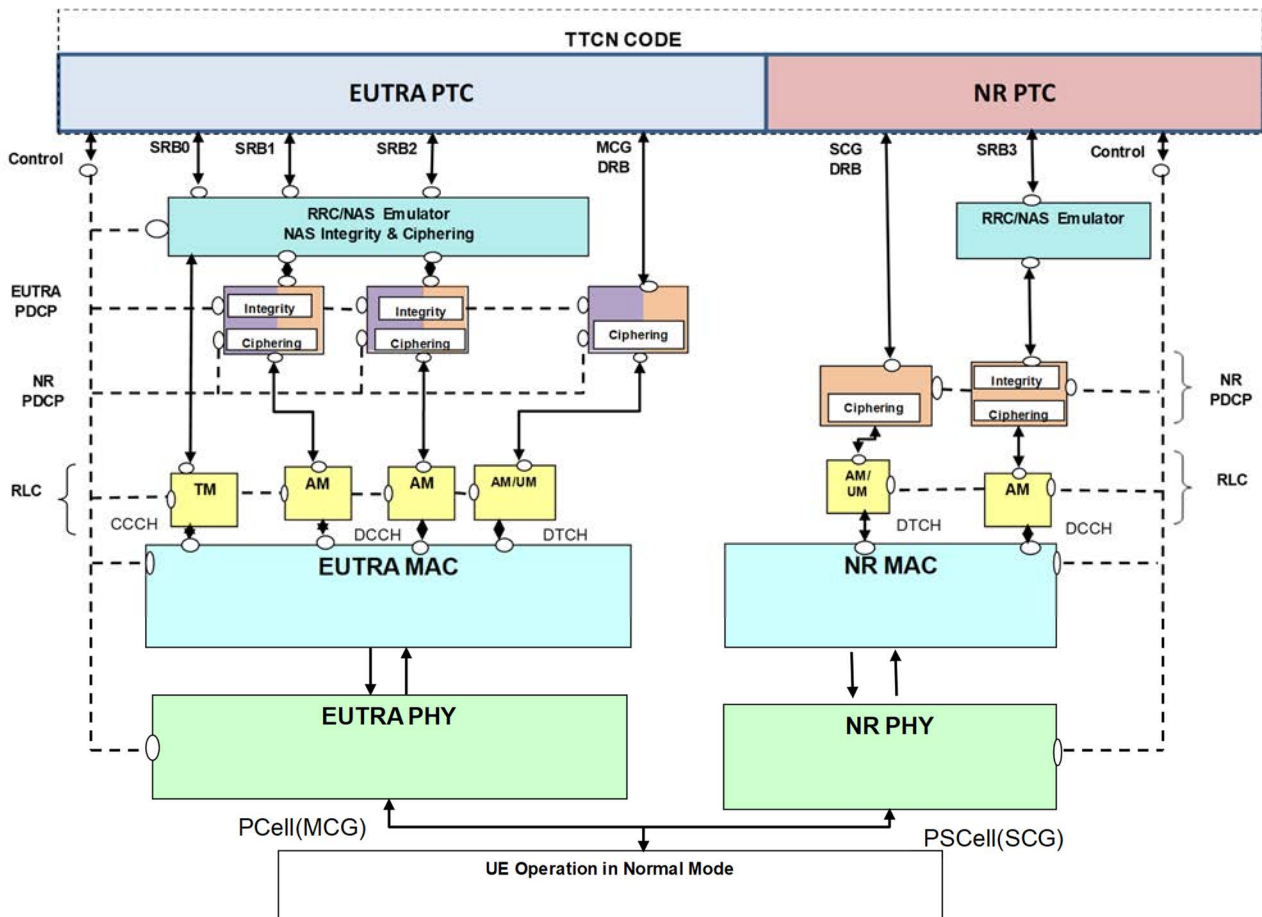 TTCN CODE
EUTRA PTC
NR PTC
Control
SRB0
SRB1
SRB2
MCG
DRB
SCG
DRB
SRB3
Control
RRC/NAS Emulator
NAS Integrity & Ciphering
RRC/NAS Emulator
EUTRA
PDCP
Integrity
Ciphering
Integrity
Ciphering
Ciphering
NR
PDCP
Ciphering
Integrity
Ciphering
NR
PDCP
RLC
TM
AM
AM
AM/UM
AM/
UM
AM
RLC
CCCH
DCCH
DTCH
DTCH
DCCH
EUTRA MAC
NR MAC
EUTRA PHY
NR PHY
PCell(MCG)
PSCell(SCG)
UE Operation in Normal Mode